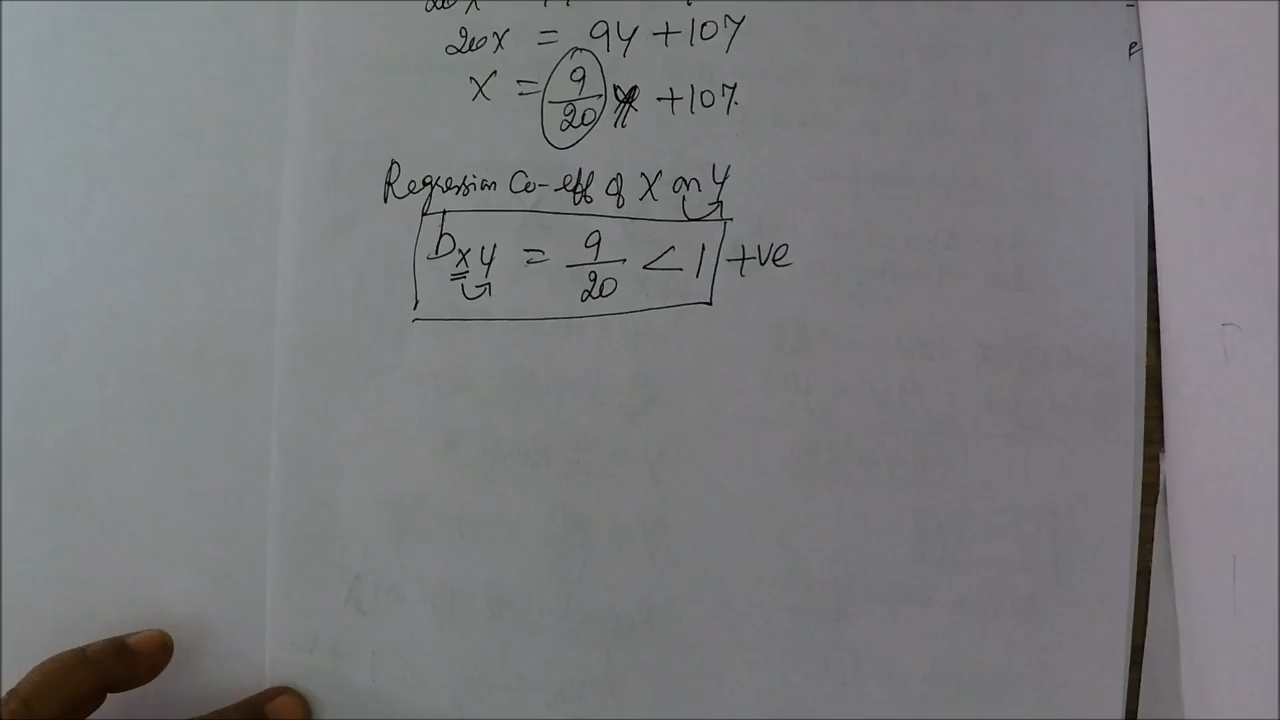 20x = 9y + 107
x = 9/20 y + 107
Regression Co-eff of x on y
bxy = 9/20 < 1 +ve